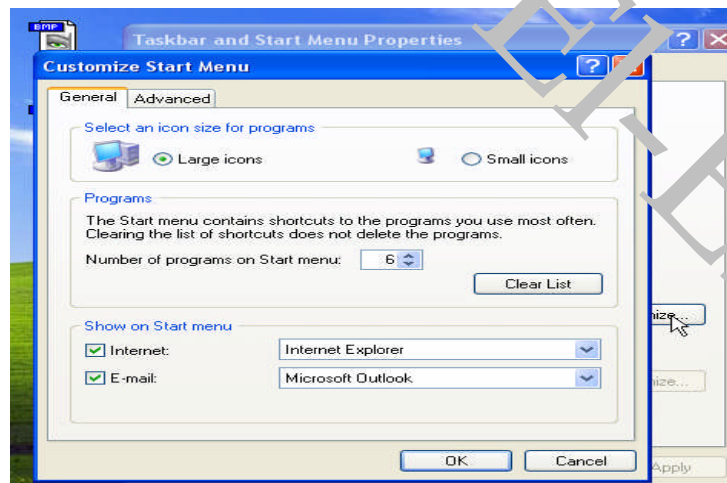 BMP
Taskbar and Start Menu Properties
Customize Start Menu
General Advanced
Select an icon size for programs
Large icons Small icons
Programs
The Start menu contains shortcuts to the programs you use most often.
Clearing the list of shortcuts does not delete the programs.
Number of programs on Start menu: 6
Clear List
Show on Start menu
Internet: Internet Explorer
E-mail: Microsoft Outlook
OK Cancel
Apply